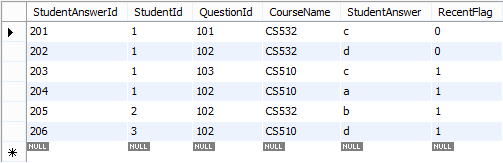 StudentAnswerId StudentId QuestionId CourseName StudentAnswer RecentFlag
201 1 101 CS532 c 0
202 1 102 CS532 d 0
203 1 103 CS510 c 1
204 1 102 CS510 a 1
205 2 102 CS532 b 1
206 3 102 CS510 d 1
NULL NULL NULL NULL NULL NULL